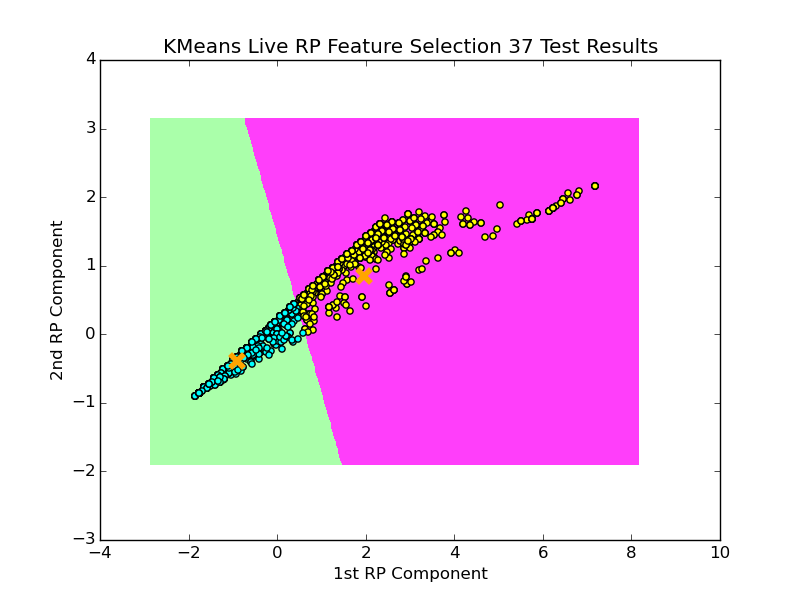 KMeans Live RP Feature Selection 37 Test Results
4
3
2
1
0
−1
−2
−3
2nd RP Component
−4 −2 0 2 4 6 8 10
1st RP Component